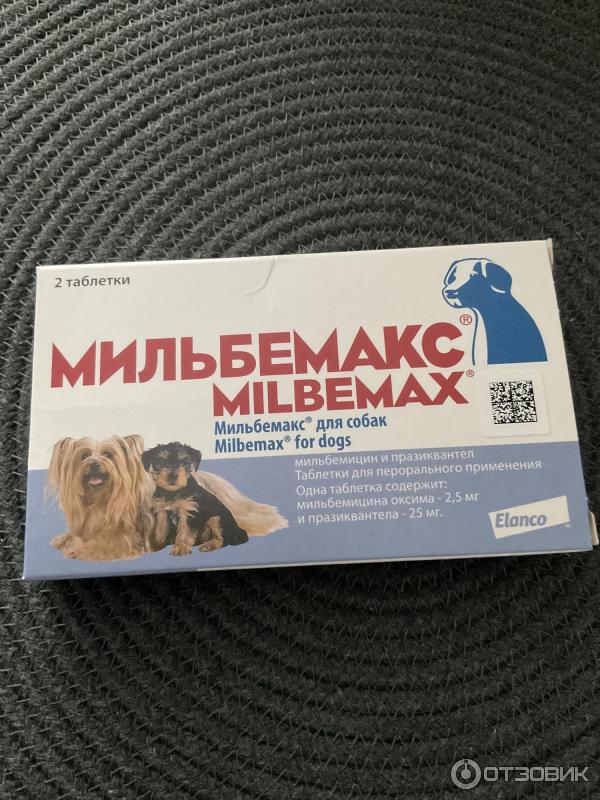 2 таблетки
МИЛЬБЕМАКС®
MILBEMAX®
Мильбемакс® для собак
Milbemax® for dogs
мильбемицин и празиквантел
Таблетки для перорального применения
Одна таблетка содержит:
мильбемицина оксима - 2,5 мг
и празиквантела - 25 мг.
Elanco™
ОТЗОВИК